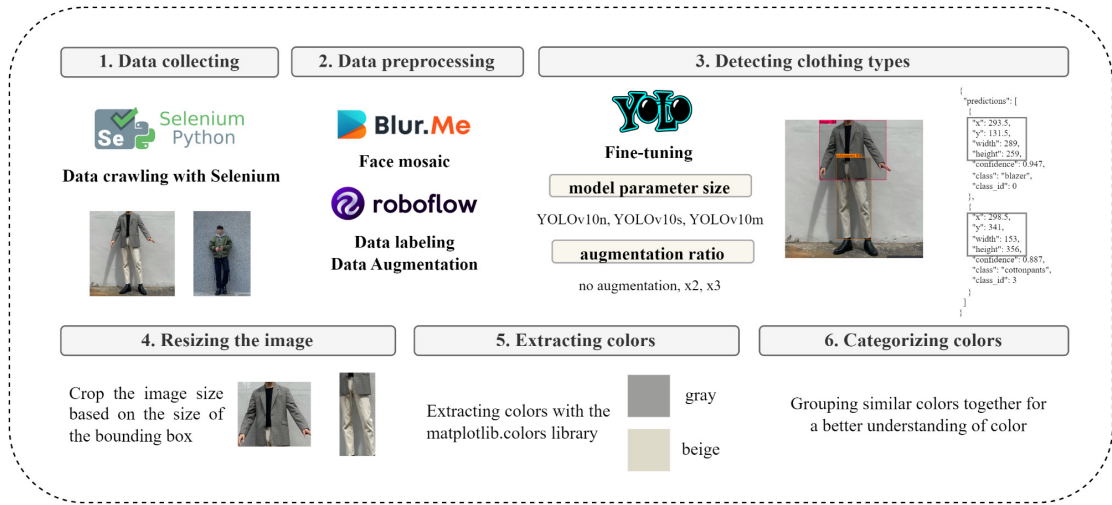 1. Data collecting
Se
Selenium
Python
Data crawling with Selenium
2. Data preprocessing
Blur.Me
Face mosaic
roboflow
Data labeling
Data Augmentation
3. Detecting clothing types
YOLO
Fine-tuning
model parameter size
YOLOv10n, YOLOv10s, YOLOv10m
augmentation ratio
no augmentation, x2, x3
{
"predictions": [
{
"x": 293.5,
"y": 131.5,
"width": 289,
"height": 259,
"confidence": 0.947,
"class": "blazer",
"class_id": 0
},
{
"x": 298.5,
"y": 341,
"width": 153,
"height": 356,
"confidence": 0.887,
"class": "cottonpants",
"class_id": 3
}
]
{
4. Resizing the image
Crop the image size
based on the size of
the bounding box
5. Extracting colors
Extracting colors with the
matplotlib.colors library
gray
beige
6. Categorizing colors
Grouping similar colors together for
a better understanding of color